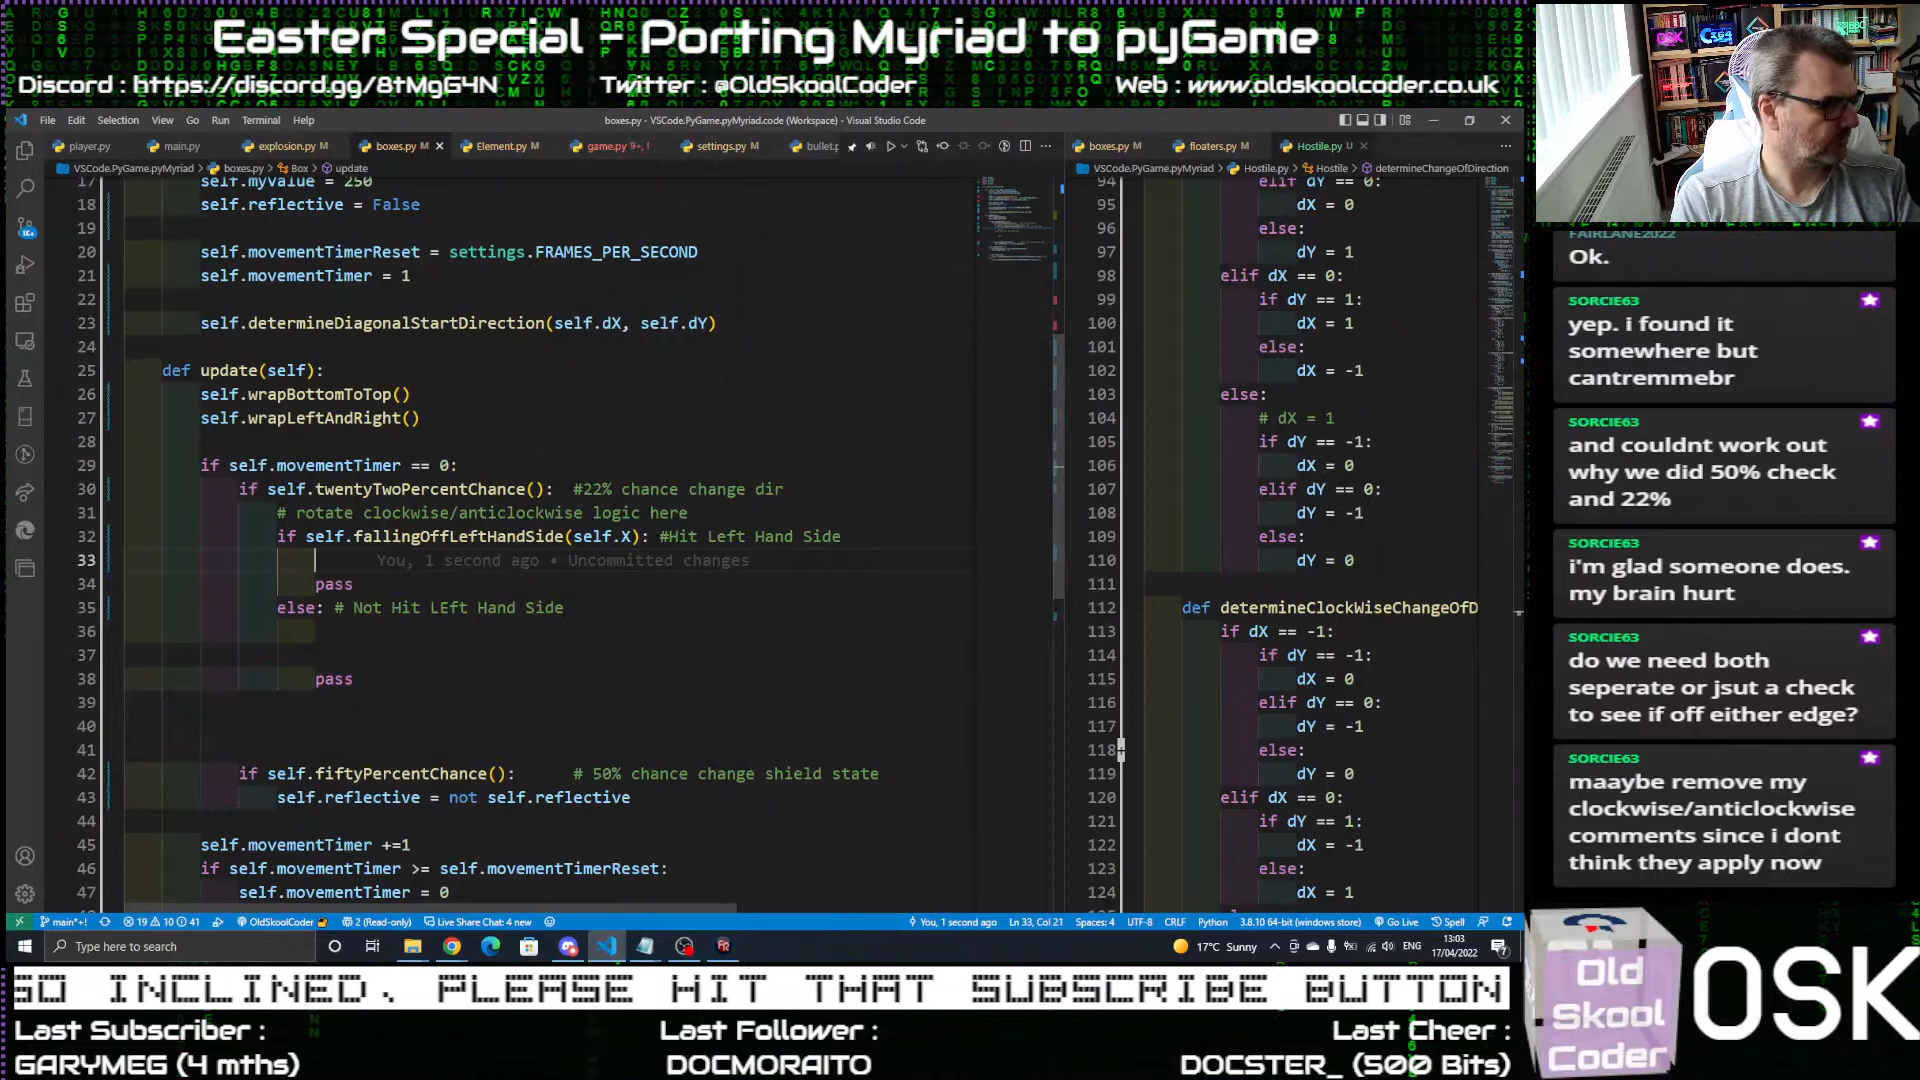 Easter Special - Porting Myriad to pyGame
Discord : https://discord.gg/8tMgG4N Twitter : @OldSkoolCoder Web : www.oldskoolcoder.co.uk
File Edit Selection View Go Run Terminal Help boxes.py - VSCode.PyGame.pyMyriad.code (Workspace) - Visual Studio Code
player.py main.py explosion.py M boxes.py M Element.py M game.py 9+, ! settings.py M bullet.p
VSCode.PyGame.pyMyriad > boxes.py > Box > update
17 self.myValue = 250
18 self.reflective = False
19
20 self.movementTimerReset = settings.FRAMES_PER_SECOND
21 self.movementTimer = 1
22
23 self.determineDiagonalStartDirection(self.dX, self.dY)
24
25 def update(self):
26 self.wrapBottomToTop()
27 self.wrapLeftAndRight()
28
29 if self.movementTimer == 0:
30 if self.twentyTwoPercentChance(): #22% chance change dir
31 # rotate clockwise/anticlockwise logic here
32 if self.fallingOffLeftHandSide(self.X): #Hit Left Hand Side
33 You, 1 second ago • Uncommitted changes
34 pass
35 else: # Not Hit LEft Hand Side
36
37
38 pass
39
40
41
42 if self.fiftyPercentChance(): # 50% chance change shield state
43 self.reflective = not self.reflective
44
45 self.movementTimer +=1
46 if self.movementTimer >= self.movementTimerReset:
47 self.movementTimer = 0
boxes.py M floaters.py M Hostile.py U
VSCode.PyGame.pyMyriad > Hostile.py > Hostile > determineChangeOfDirection
94 elif dY == 0:
95 dX = 0
96 else:
97 dY = 1
98 elif dX == 0:
99 if dY == 1:
100 dX = 1
101 else:
102 dX = -1
103 else:
104 # dX = 1
105 if dY == -1:
106 dX = 0
107 elif dY == 0:
108 dY = -1
109 else:
110 dY = 0
111
112 def determineClockWiseChangeOfD
113 if dX == -1:
114 if dY == -1:
115 dX = 0
116 elif dY == 0:
117 dY = -1
118 else:
119 dY = 0
120 elif dX == 0:
121 if dY == 1:
122 dX = -1
123 else:
124 dX = 1
main*+! 19 10 41 OldSkoolCoder 2 (Read-only) Live Share Chat: 4 new You, 1 second ago Ln 33, Col 21 Spaces: 4 UTF-8 CRLF Python 3.8.10 64-bit (windows store) Go Live Spell
Type here to search 17°C Sunny ENG 13:03
17/04/2022
FAIRLANE2022
Ok.
SORCIE63
yep. i found it
somewhere but
cantremmebr
SORCIE63
and couldnt work out
why we did 50% check
and 22%
SORCIE63
i'm glad someone does.
my brain hurt
SORCIE63
do we need both
seperate or jsut a check
to see if off either edge?
SORCIE63
maaybe remove my
clockwise/anticlockwise
comments since i dont
think they apply now
SO INCLINED. PLEASE HIT THAT SUBSCRIBE BUTTON
Last Subscriber : Last Follower : Last Cheer :
GARYMEG (4 mths) DOCMORAITO DOCSTER_ (500 Bits)
Old
Skool
Coder
OSK